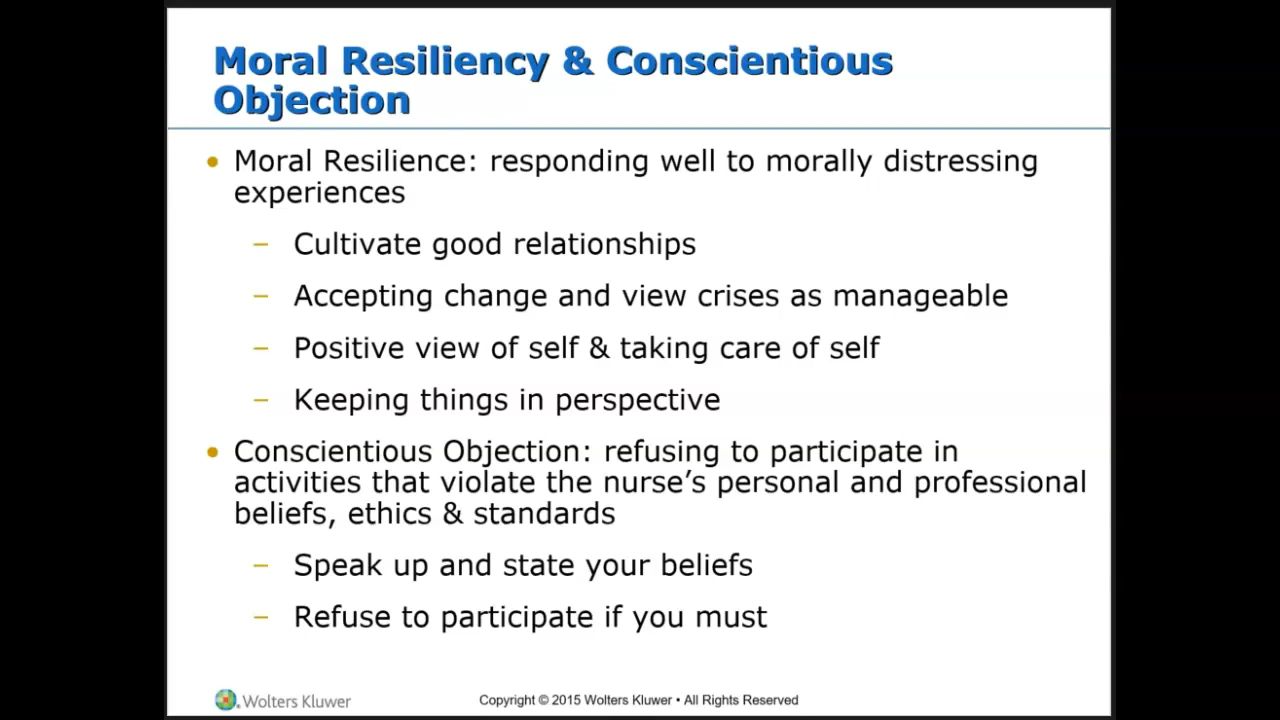 Moral Resiliency & Conscientious
Objection
• Moral Resilience: responding well to morally distressing
experiences
– Cultivate good relationships
– Accepting change and view crises as manageable
– Positive view of self & taking care of self
– Keeping things in perspective
• Conscientious Objection: refusing to participate in
activities that violate the nurse’s personal and professional
beliefs, ethics & standards
– Speak up and state your beliefs
– Refuse to participate if you must
Wolters Kluwer
Copyright © 2015 Wolters Kluwer • All Rights Reserved